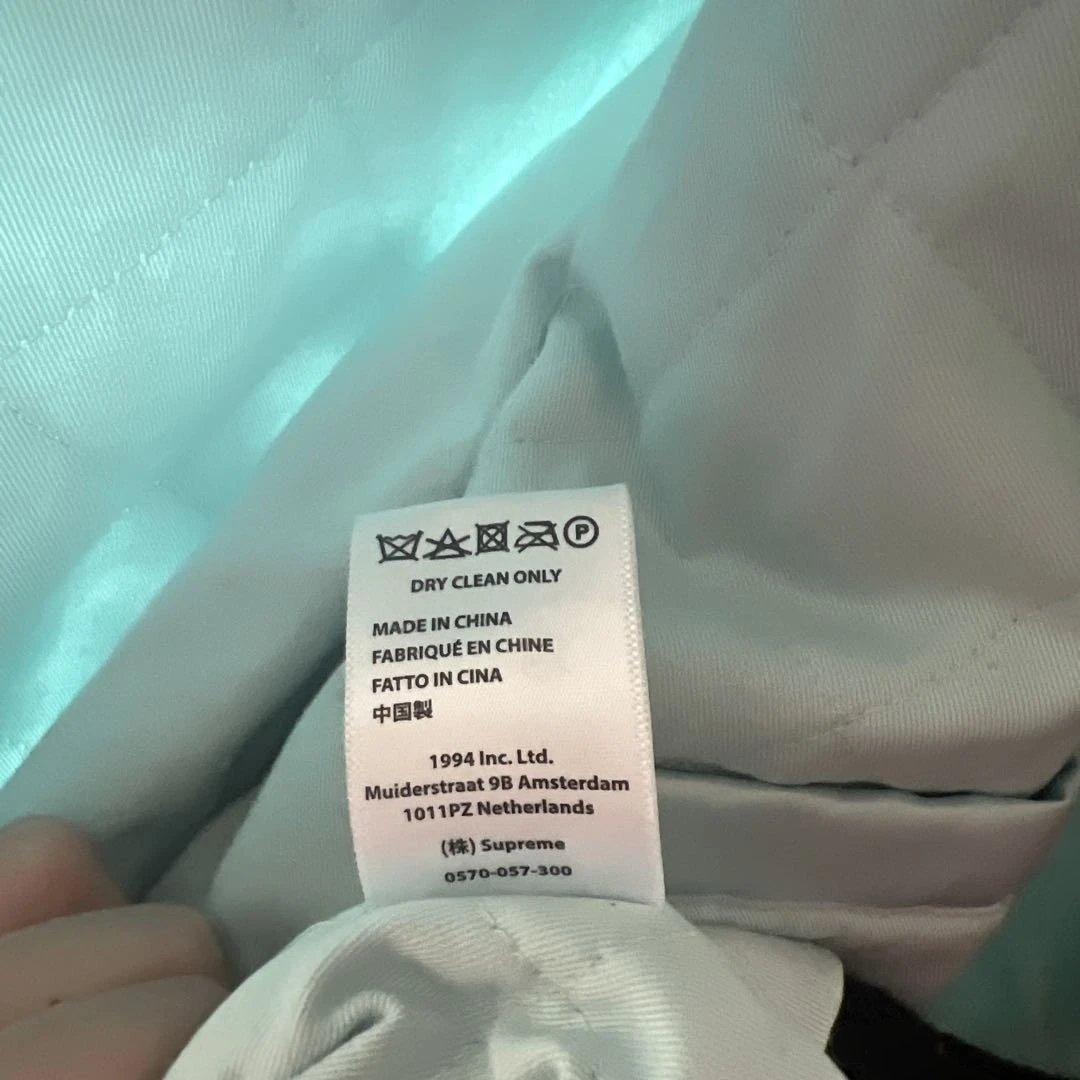 P
DRY CLEAN ONLY
MADE IN CHINA
FABRIQUÉ EN CHINE
FATTO IN CINA
中国製
1994 Inc. Ltd.
Muiderstraat 9B Amsterdam
1011PZ Netherlands
(株) Supreme
0570-057-300